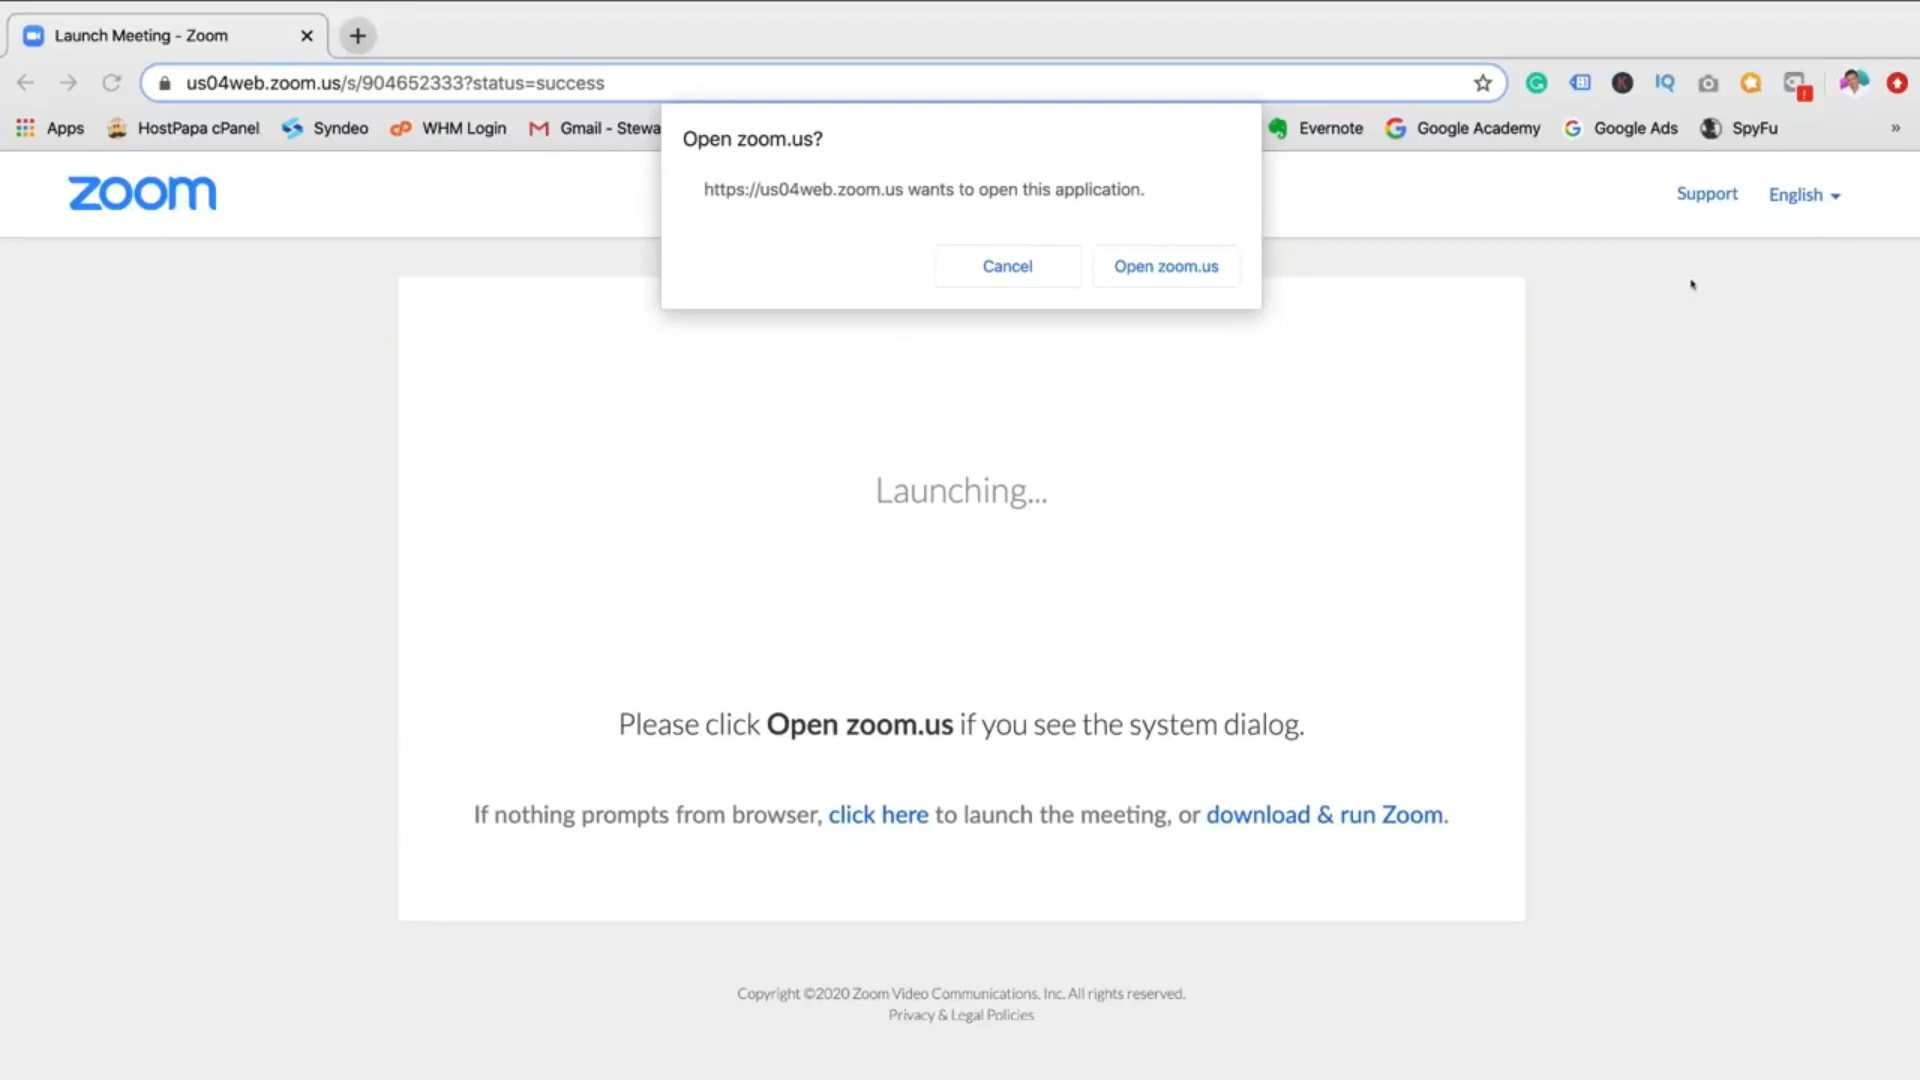 Launch Meeting - Zoom
us04web.zoom.us/s/904652333?status=success
Apps HostPapa cPanel Syndeo WHM Login Gmail - Stewa Evernote Google Academy Google Ads SpyFu »
Open zoom.us?
https://us04web.zoom.us wants to open this application.
Cancel Open zoom.us
zoom
Support English
Launching...
Please click Open zoom.us if you see the system dialog.
If nothing prompts from browser, click here to launch the meeting, or download & run Zoom.
Copyright ©2020 Zoom Video Communications, Inc. All rights reserved.
Privacy & Legal Policies